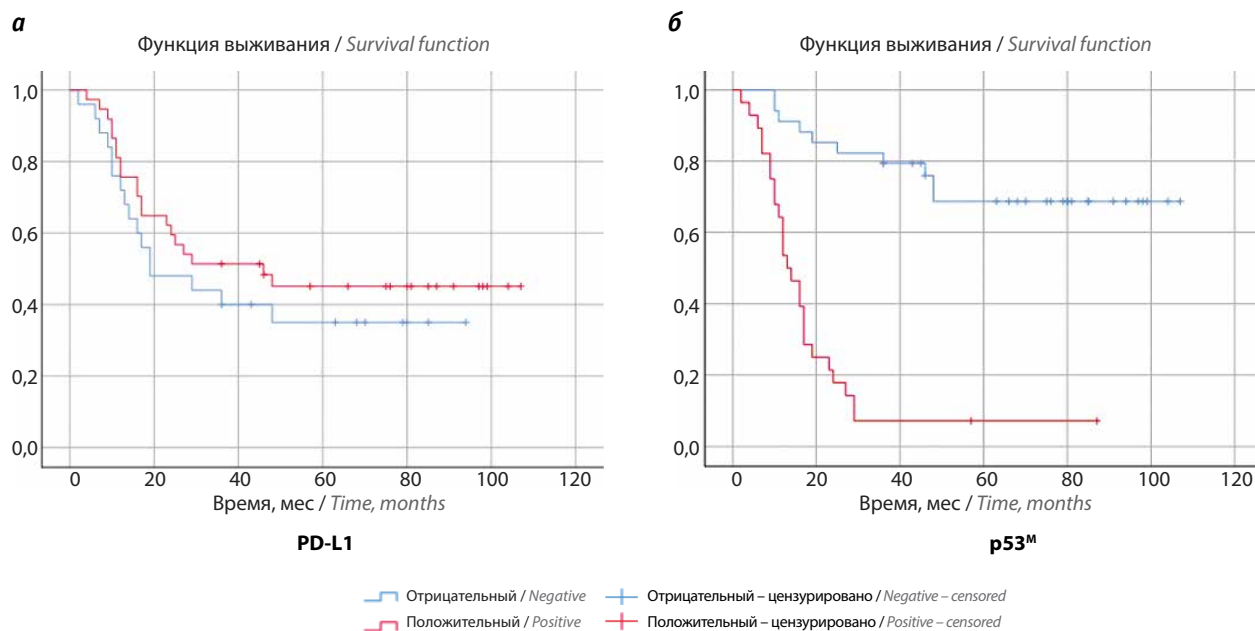 а
Функция выживания / Survival function
1,0
0,8
0,6
0,4
0,2
0,0
0 20 40 60 80 100 120
Время, мес / Time, months
PD-L1
б
Функция выживания / Survival function
1,0
0,8
0,6
0,4
0,2
0,0
0 20 40 60 80 100 120
Время, мес / Time, months
p53ᴹ
Отрицательный / Negative
Отрицательный – цензурировано / Negative – censored
Положительный / Positive
Положительный – цензурировано / Positive – censored